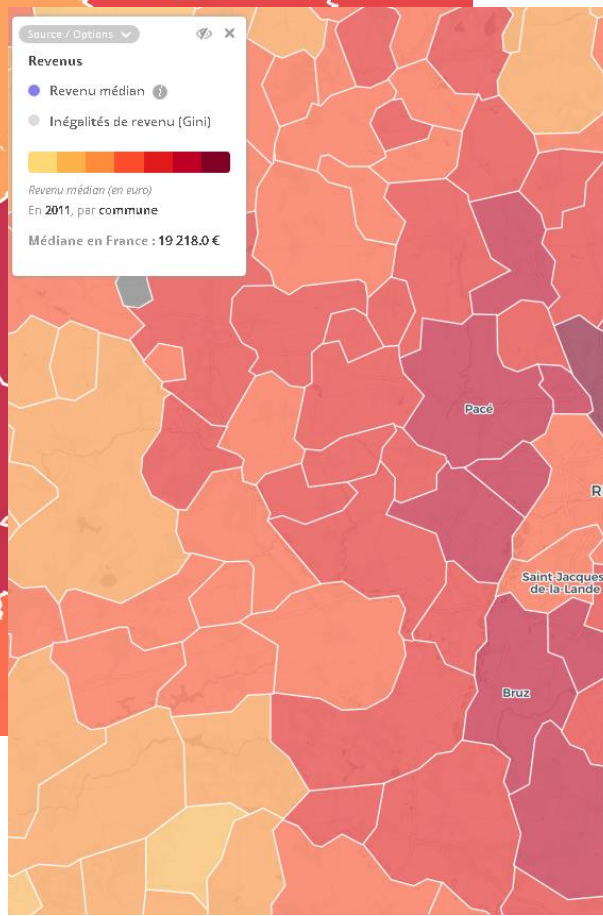 Source / Options
Revenus
Revenu médian
Inégalités de revenu (Gini)
Revenu médian (en euro)
En 2011, par commune
Médiane en France : 19 218.0 €
Pacé
R
Saint-Jacques-
de-la-Lande
Bruz